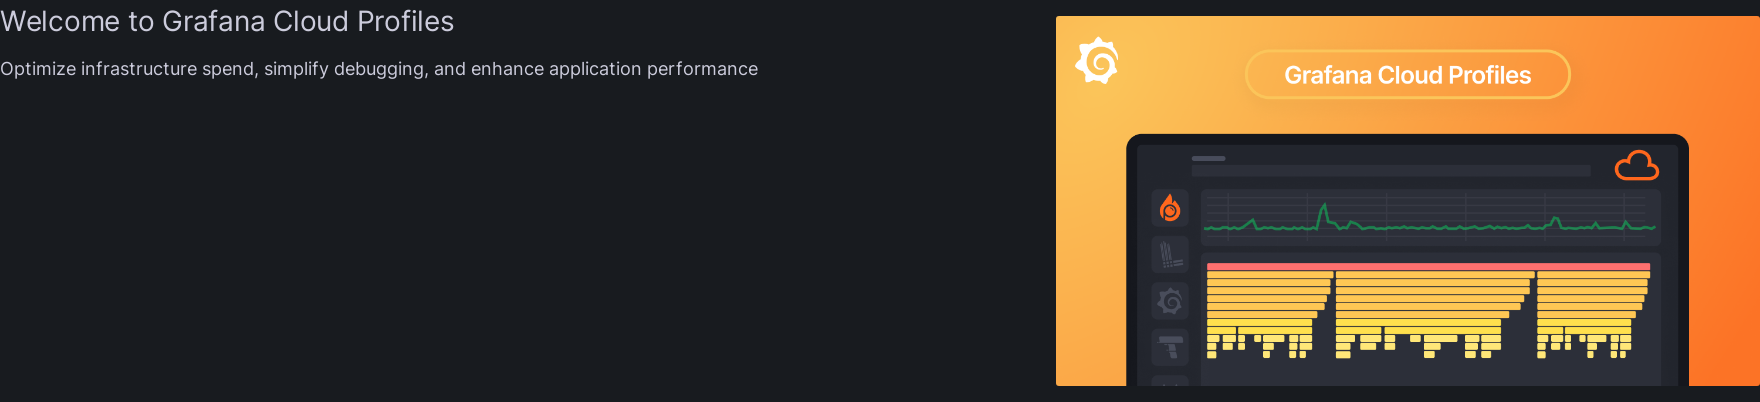 Welcome to Grafana Cloud Profiles
Optimize infrastructure spend, simplify debugging, and enhance application performance
Grafana Cloud Profiles